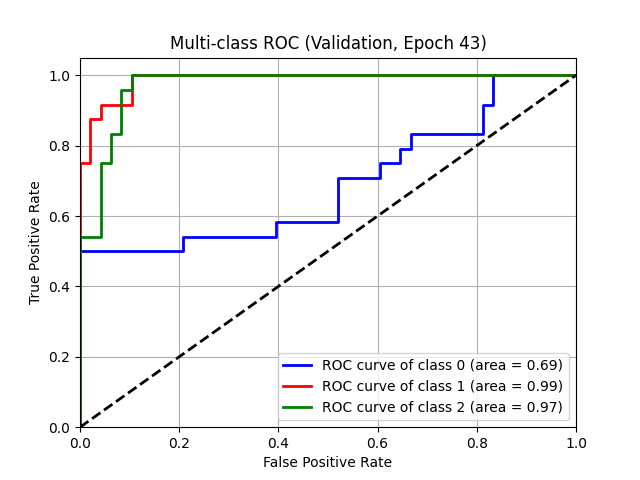 Multi-class ROC (Validation, Epoch 43)
True Positive Rate
1.0
0.8
0.6
0.4
0.2
0.0
ROC curve of class 0 (area = 0.69)
ROC curve of class 1 (area = 0.99)
ROC curve of class 2 (area = 0.97)
0.0 0.2 0.4 0.6 0.8 1.0
False Positive Rate